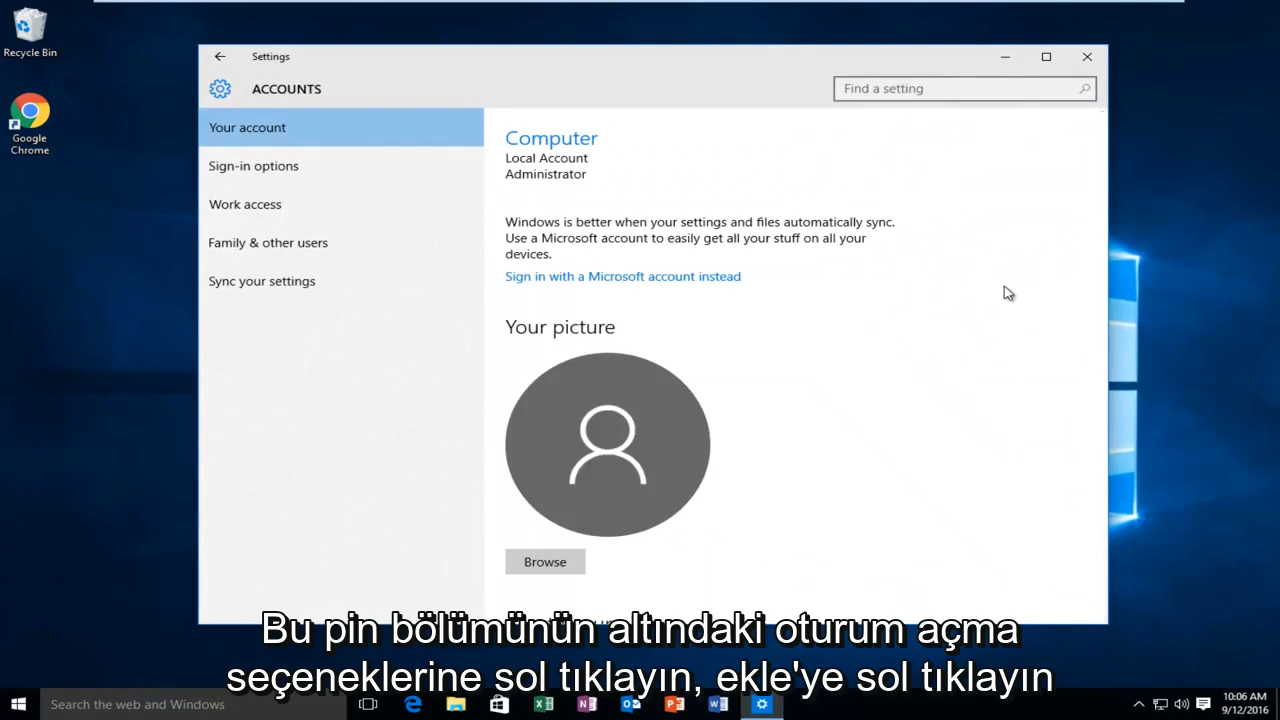 Recycle Bin
Google
Chrome
Settings
ACCOUNTS
Find a setting
Your account
Sign-in options
Work access
Family & other users
Sync your settings
Computer
Local Account
Administrator
Windows is better when your settings and files automatically sync.
Use a Microsoft account to easily get all your stuff on all your
devices.
Sign in with a Microsoft account instead
Your picture
Browse
Bu pin bölümünün altındaki oturum açma
seçeneklerine sol tıklayın, ekle'ye sol tıklayın
Search the web and Windows
10:06 AM
9/12/2016